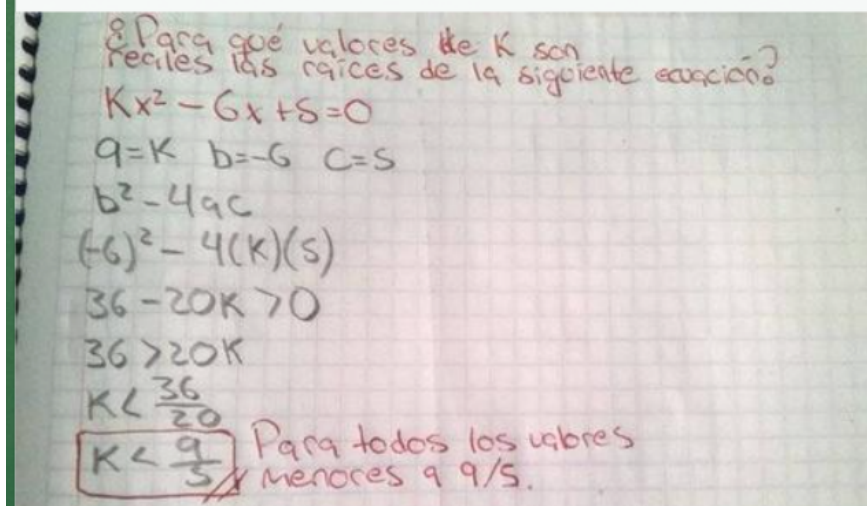 ¿Para qué valores de K son
reales las raíces de la siguiente ecuación?
Kx² - 6x + 5 = 0
a=K b=-6 c=5
b² - 4ac
(-6)² - 4(K)(5)
36 - 20K > 0
36 > 20K
K < 36/20
K < 9/5 Para todos los valores
menores a 9/5.